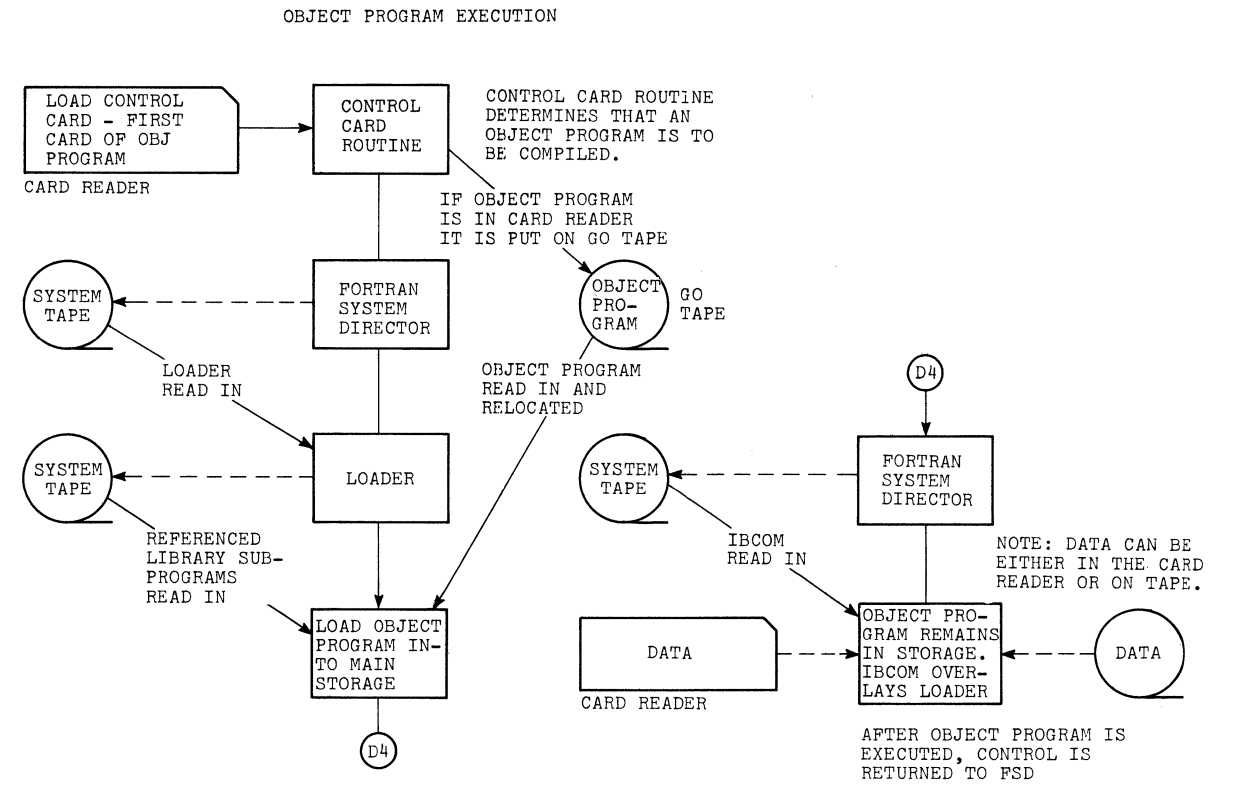 OBJECT PROGRAM EXECUTION
LOAD CONTROL
CARD - FIRST
CARD OF OBJ
PROGRAM
CARD READER
CONTROL
CARD
ROUTINE
CONTROL CARD ROUTINE
DETERMINES THAT AN
OBJECT PROGRAM IS TO
BE COMPILED.
IF OBJECT PROGRAM
IS IN CARD READER
IT IS PUT ON GO TAPE
SYSTEM
TAPE
FORTRAN
SYSTEM
DIRECTOR
OBJECT
PRO-
GRAM
GO
TAPE
LOADER
READ IN
OBJECT PROGRAM
READ IN AND
RELOCATED
SYSTEM
TAPE
LOADER
REFERENCED
LIBRARY SUB-
PROGRAMS
READ IN
LOAD OBJECT
PROGRAM IN-
TO MAIN
STORAGE
D4
D4
SYSTEM
TAPE
FORTRAN
SYSTEM
DIRECTOR
IBCOM
READ IN
NOTE: DATA CAN BE
EITHER IN THE CARD
READER OR ON TAPE.
DATA
CARD READER
OBJECT PRO-
GRAM REMAINS
IN STORAGE.
IBCOM OVER-
LAYS LOADER
DATA
AFTER OBJECT PROGRAM IS
EXECUTED, CONTROL IS
RETURNED TO FSD